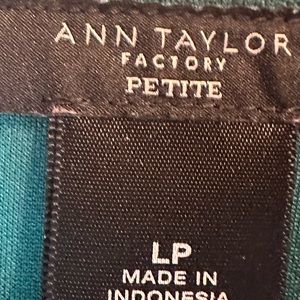 ANN TAYLOR
FACTORY
PETITE
LP
MADE IN
INDONESIA